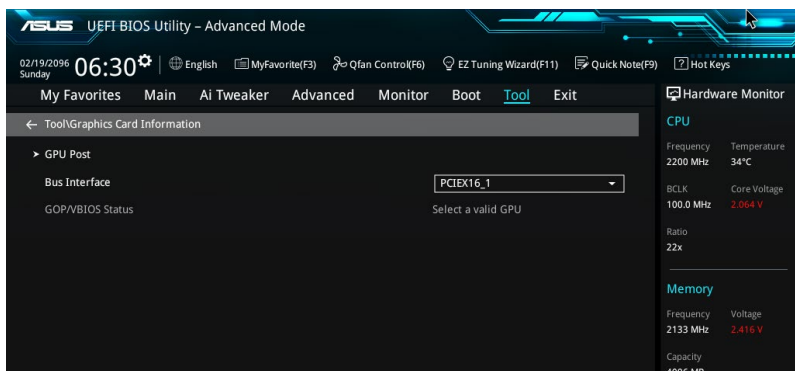 ASUS UEFI BIOS Utility – Advanced Mode
02/19/2096 Sunday 06:30 English MyFavorite(F3) Qfan Control(F6) EZ Tuning Wizard(F11) Quick Note(F9) ? Hot Keys
My Favorites Main Ai Tweaker Advanced Monitor Boot Tool Exit
Hardware Monitor
← Tool\Graphics Card Information
> GPU Post
Bus Interface PCIEX16_1
GOP/VBIOS Status Select a valid GPU
CPU
Frequency Temperature
2200 MHz 34°C
BCLK Core Voltage
100.0 MHz 2.064 V
Ratio
22x
Memory
Frequency Voltage
2133 MHz 2.416 V
Capacity